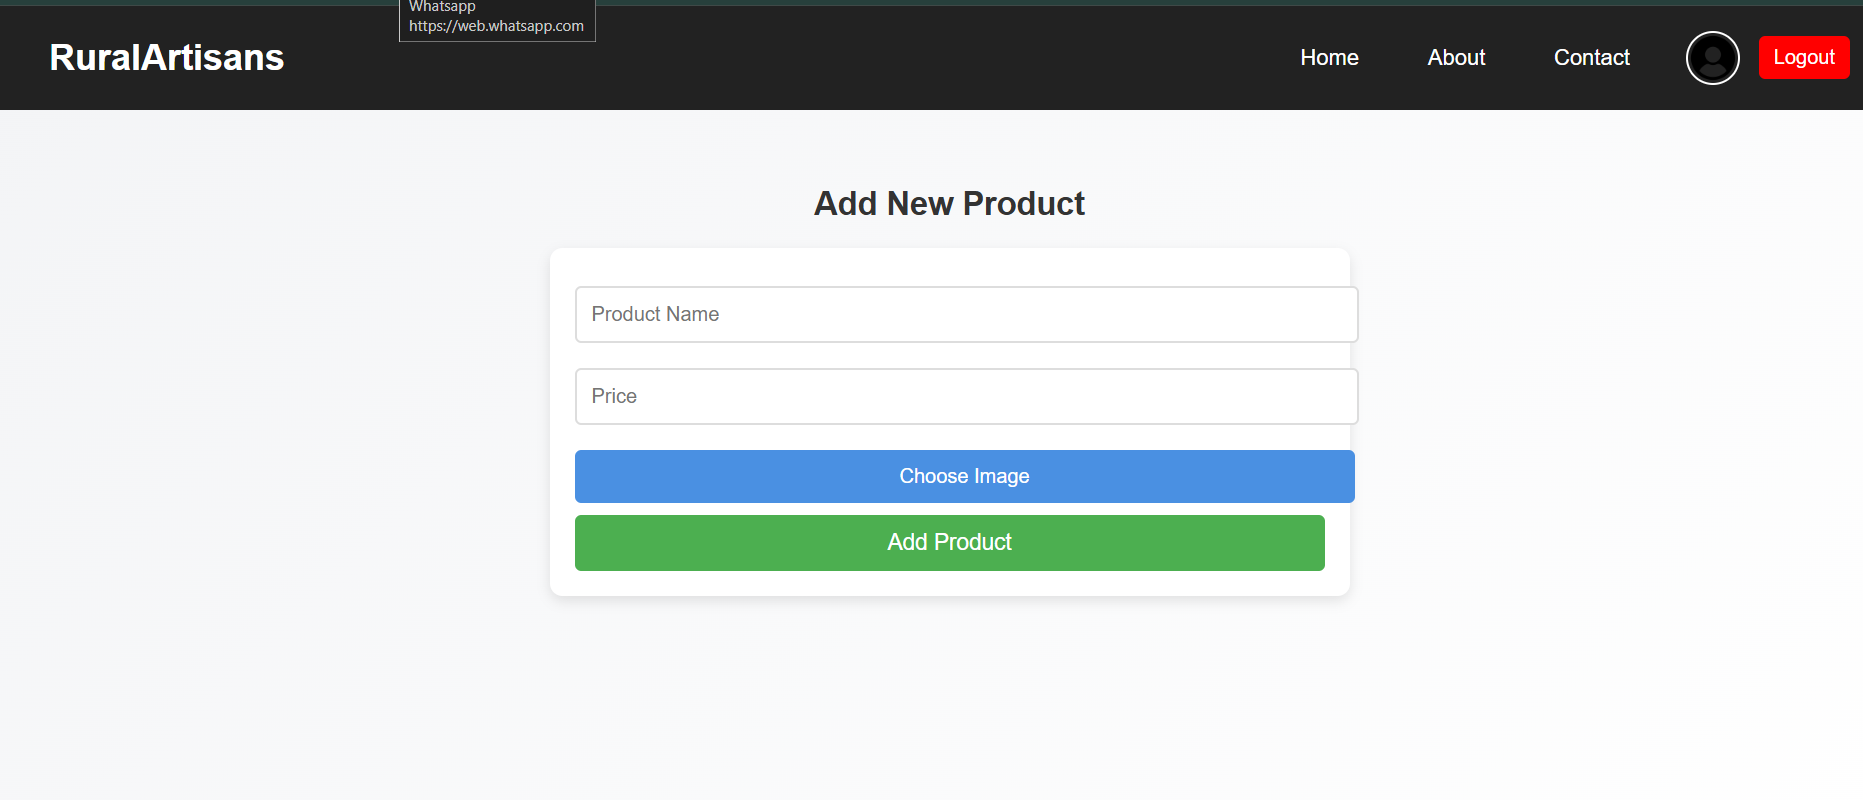 Whatsapp
https://web.whatsapp.com
RuralArtisans
Home About Contact Logout
Add New Product
Product Name
Price
Choose Image
Add Product